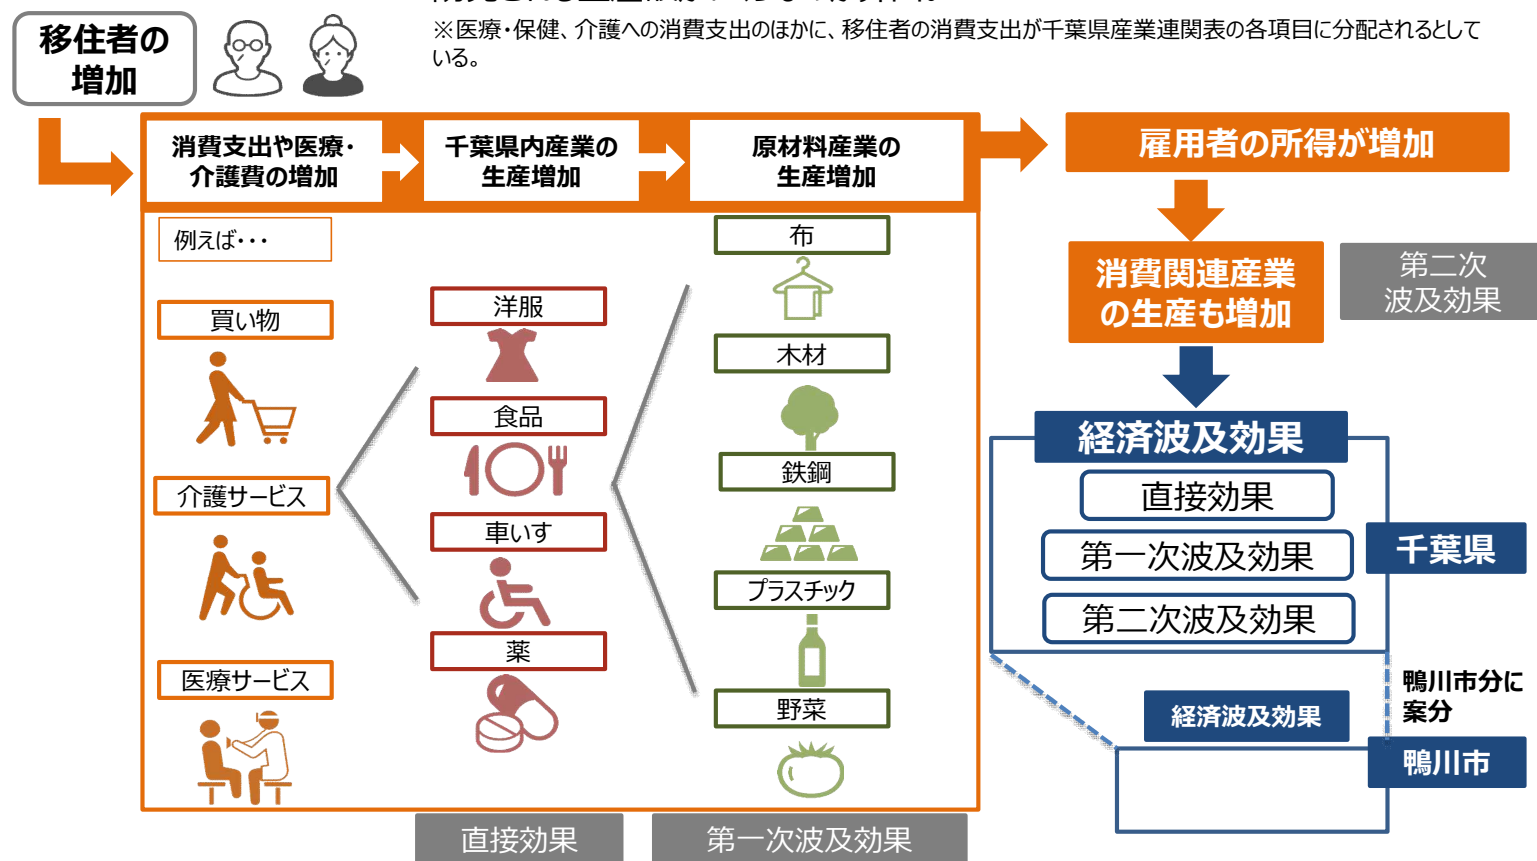 移住者の
増加
※医療・保健、介護への消費支出のほかに、移住者の消費支出が千葉県産業連関表の各項目に分配されるとして
いる。
消費支出や医療・
介護費の増加
千葉県内産業の
生産増加
原材料産業の
生産増加
雇用者の所得が増加
例えば・・・
買い物
介護サービス
医療サービス
洋服
食品
車いす
薬
布
木材
鉄鋼
プラスチック
野菜
直接効果
第一次波及効果
消費関連産業
の生産も増加
第二次
波及効果
経済波及効果
直接効果
第一次波及効果
第二次波及効果
千葉県
鴨川市分に
案分
経済波及効果
鴨川市